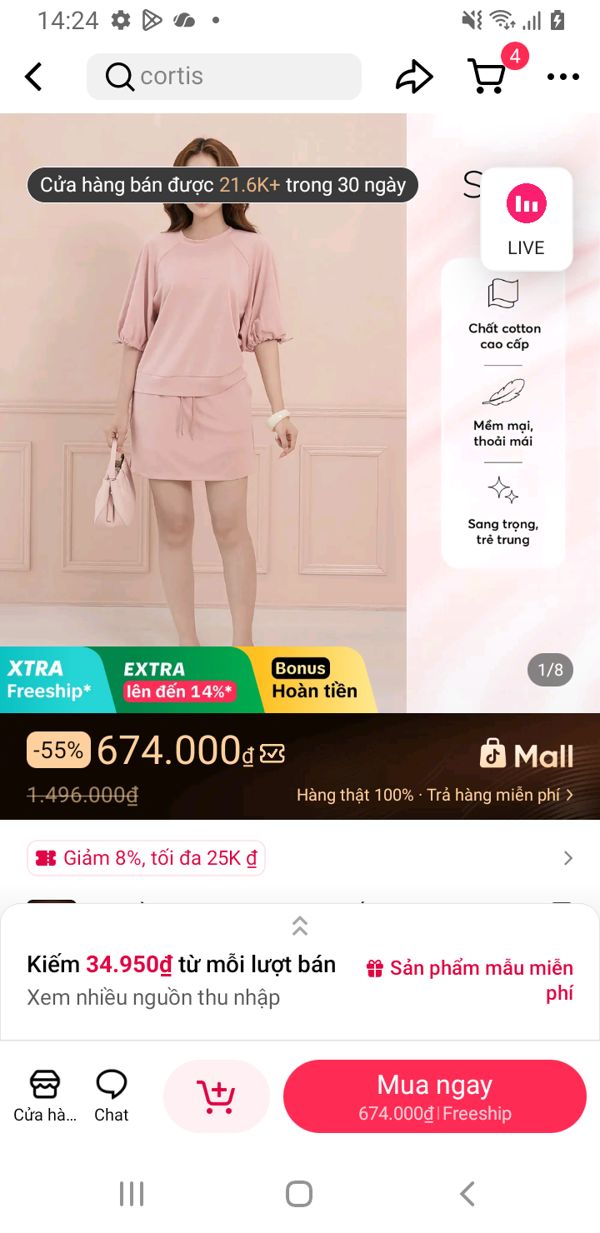 14:24
cortis
4
Cửa hàng bán được 21.6K+ trong 30 ngày
S
LIVE
Chất cotton
cao cấp
Mềm mại,
thoải mái
Sang trọng,
trẻ trung
XTRA
Freeship*
EXTRA
lên đến 14%*
Bonus
Hoàn tiền
1/8
-55% 674.000đ
Mall
1.496.000đ
Hàng thật 100% · Trả hàng miễn phí >
Giảm 8%, tối đa 25K đ
Kiếm 34.950đ từ mỗi lượt bán
Xem nhiều nguồn thu nhập
Sản phẩm mẫu miễn
phí
Cửa hà...
Chat
Mua ngay
674.000đ | Freeship